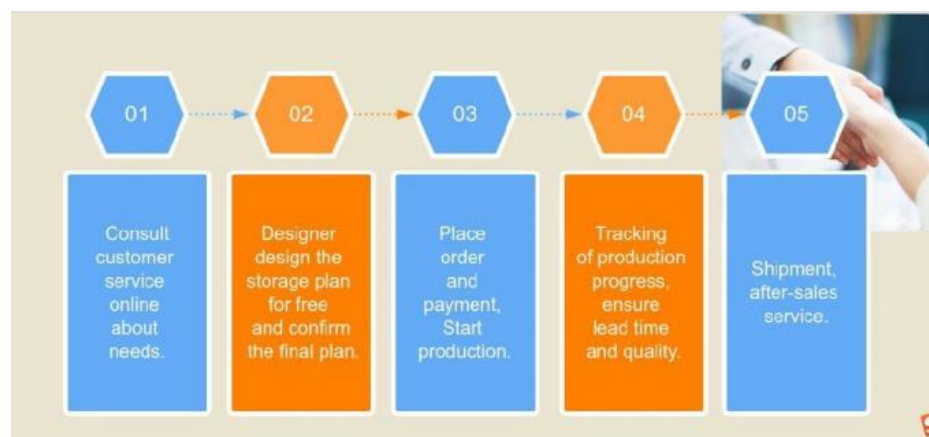 01
02
03
04
05
Consult
customer
service
online
about
needs.
Designer
design the
storage plan
for free
and confirm
the final plan.
Place
order
and
payment,
Start
production.
Tracking
of production
progress,
ensure
lead time
and quality.
Shipment,
after-sales
service.